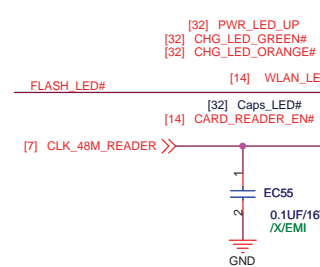 [32] PWR_LED_UP
[32] CHG_LED_GREEN#
[32] CHG_LED_ORANGE#
FLASH_LED#
[14] WLAN_LE
[32] Caps_LED#
[14] CARD_READER_EN#
[7] CLK_48M_READER
1
EC55
2
0.1UF/16
/X/EMI
GND